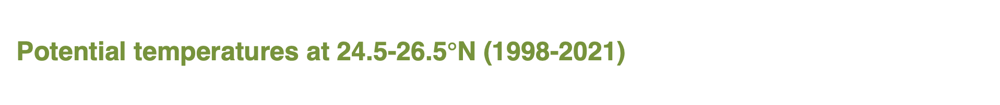 Potential temperatures at 24.5-26.5°N (1998-2021)